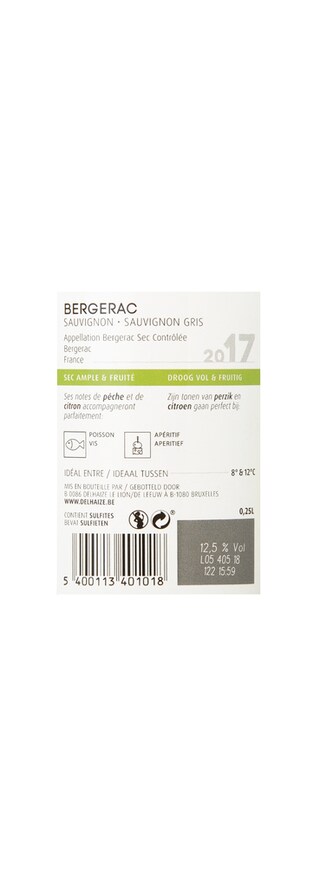 BERGERAC
SAUVIGNON • SAUVIGNON GRIS
Appellation Bergerac Sec Contrôlée
Bergerac
France
2017
SEC AMPLE & FRUITÉ
DROOG VOL & FRUITIG
Ses notes de pêche et de
citron accompagneront
parfaitement.
Zijn tonen van perzik en
citroen gaan perfect bij:
POISSON
VIS
APÉRITIF
APERITIEF
IDÉAL ENTRE / IDEAAL TUSSEN
8° & 12°C
MIS EN BOUTEILLE PAR / GEBOTTELD DOOR
B 6086 DELHAIZE LE LION/DE LEEUW À B-1080 BRUXELLES
WWW.DELHAIZE.BE
CONTIENT SULFITES
BEVAT SULFIETEN
0,25L
5 400113 401018
12,5 % Vol
L05 405 18
122 15:59